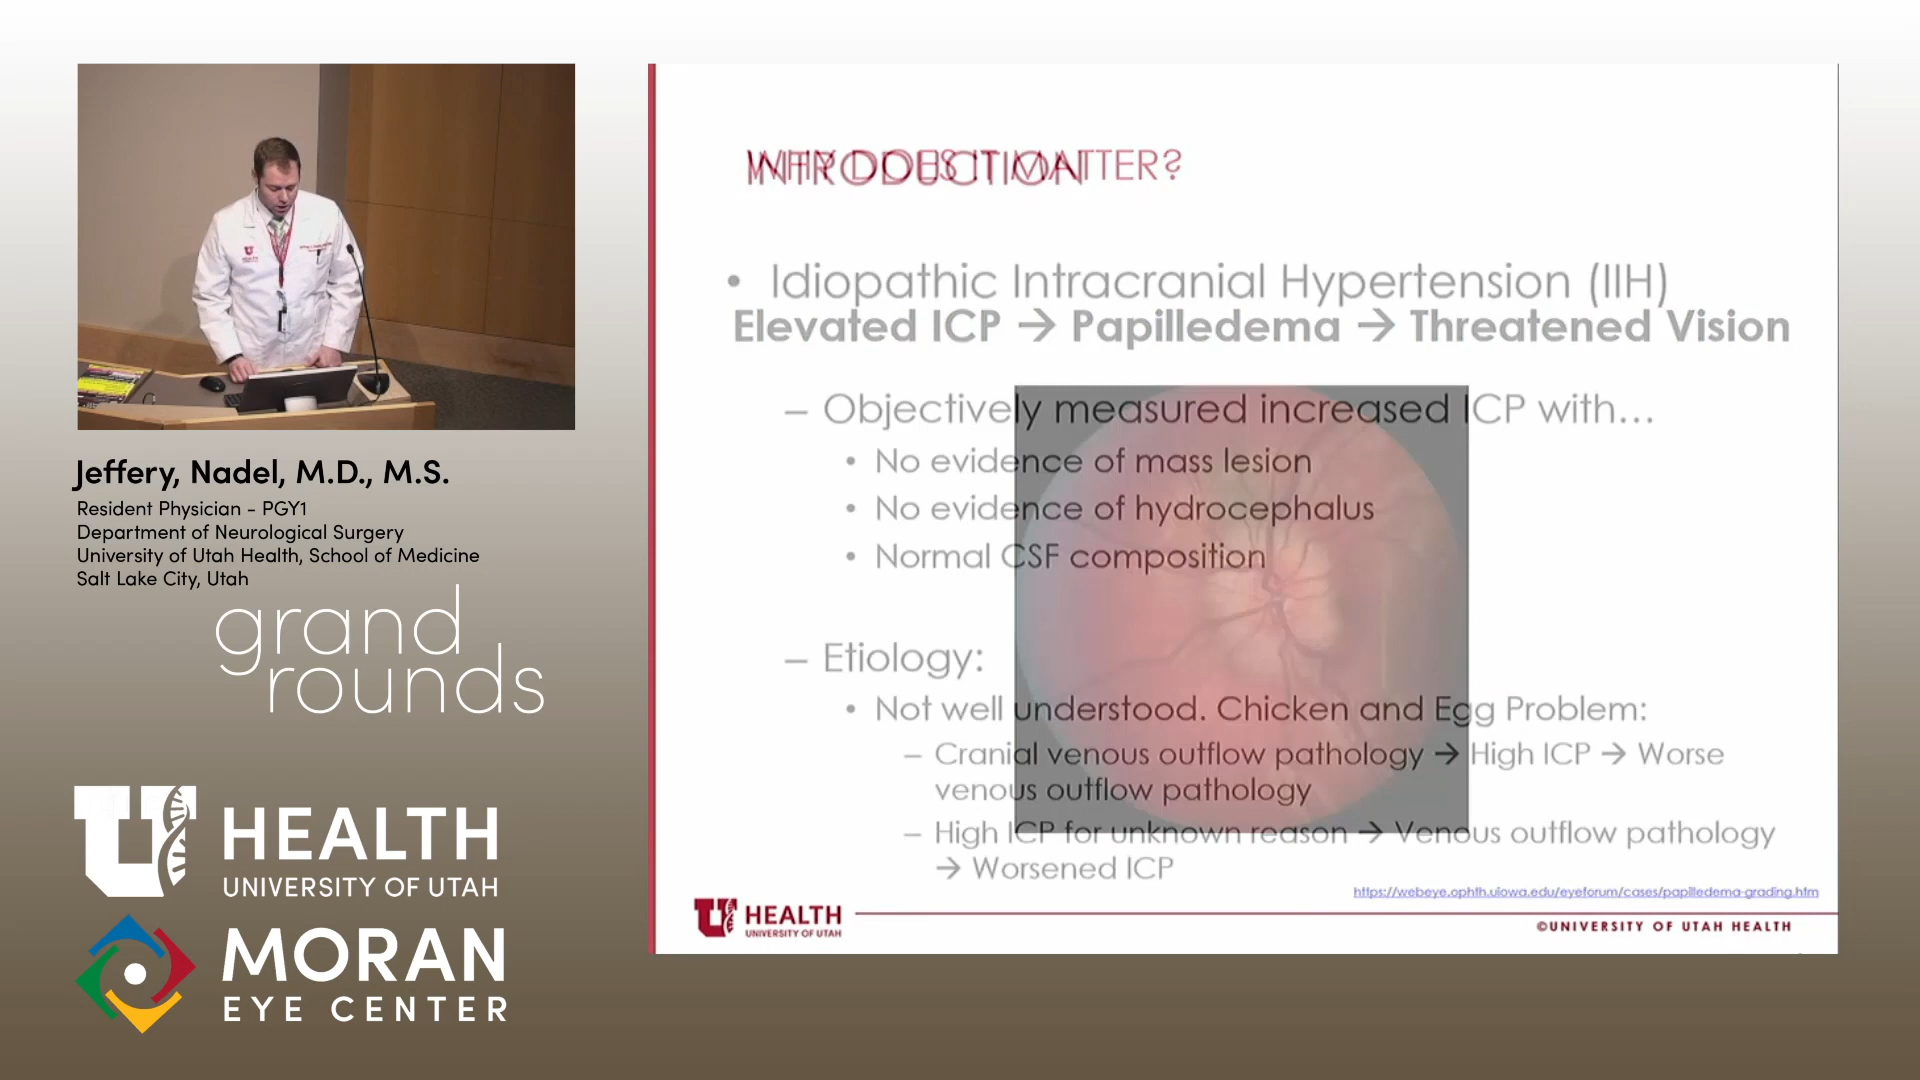 Jeffery, Nadel, M.D., M.S.
Resident Physician - PGY1
Department of Neurological Surgery
University of Utah Health, School of Medicine
Salt Lake City, Utah
grand
rounds
U HEALTH
UNIVERSITY OF UTAH
MORAN
EYE CENTER
INTRODUCTION
WHY DOES IT MATTER?
• Idiopathic Intracranial Hypertension (IIH)
Elevated ICP → Papilledema → Threatened Vision
– Objectively measured increased ICP with…
• No evidence of mass lesion
• No evidence of hydrocephalus
• Normal CSF composition
– Etiology:
• Not well understood. Chicken and Egg Problem:
– Cranial venous outflow pathology → High ICP → Worse
venous outflow pathology
– High ICP for unknown reason → Venous outflow pathology
→ Worsened ICP
https://webeye.ophth.uiowa.edu/eyeforum/cases/papilledema-grading.htm
U HEALTH
UNIVERSITY OF UTAH
©UNIVERSITY OF UTAH HEALTH